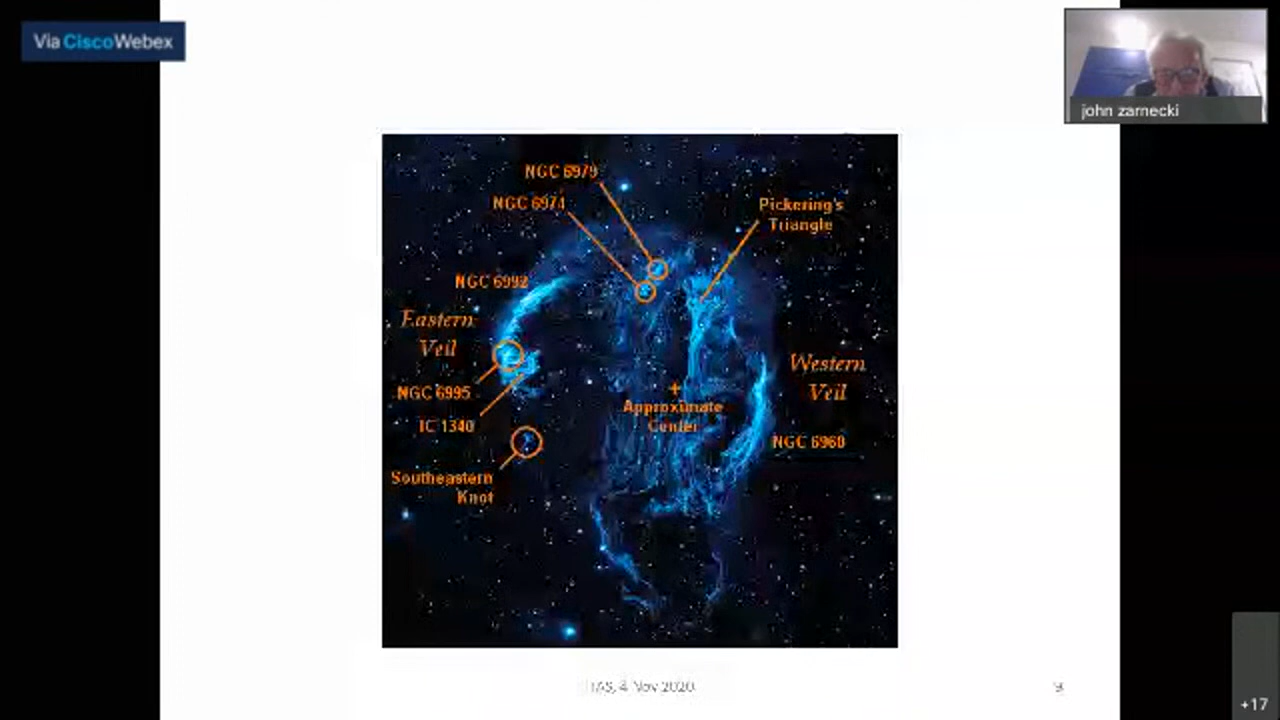 Via CiscoWebex
john zarnecki
NGC 6979
NGC 6974
Pickering's
Triangle
NGC 6992
Eastern
Veil
Western
Veil
NGC 6995
Approximate
Center
IC 1340
NGC 6960
Southeastern
Knot
4 Nov 2020
9
+17